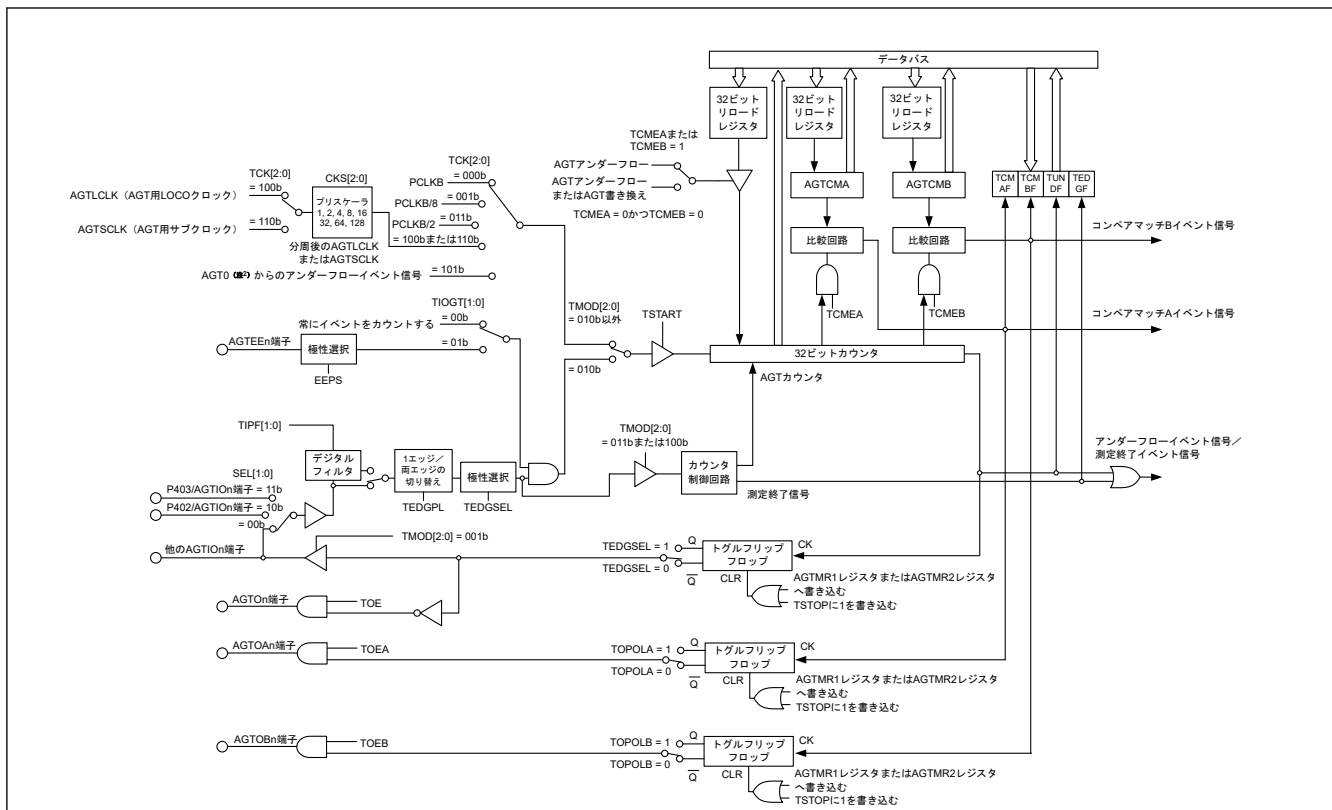 データバス
32ビット
リロード
レジスタ
32ビット
リロード
レジスタ
32ビット
リロード
レジスタ
TCMEAまたは
TCMEB = 1
AGTアンダーフロー
AGTアンダーフロー
またはAGT書き換え
TCMEA = 0かつTCMEB = 0
AGTCMA
AGTCMB
TCM
AF
TCM
BF
TUN
DF
TED
GF
比較回路
比較回路
TCMEA
TCMEB
コンペアマッチBイベント信号
コンペアマッチAイベント信号
TCK[2:0]
= 100b
AGTLCLK（AGT用LOCOクロック）
AGTSCLK（AGT用サブクロック）
= 110b
CKS[2:0]
プリスケーラ
1, 2, 4, 8, 16
32, 64, 128
分周後のAGTLCLK
またはAGTSCLK
TCK[2:0]
= 000b
PCLKB
= 001b
PCLKB/8
= 011b
PCLKB/2
= 100bまたは110b
AGT0 からのアンダーフローイベント信号
= 101b
TIOGT[1:0]
= 00b
常にイベントをカウントする
= 01b
AGTEEn端子
極性選択
EEPS
TMOD[2:0]
= 010b以外
= 010b
TSTART
32ビットカウンタ
AGTカウンタ
TIPF[1:0]
デジタル
フィルタ
SEL[1:0]
P403/AGTIOn端子 = 11b
P402/AGTIOn端子 = 10b
= 00b
他のAGTIOn端子
1エッジ／
両エッジの
切り替え
TEDGPL
極性選択
TEDGSEL
TMOD[2:0]
= 011bまたは100b
カウンタ
制御回路
測定終了信号
アンダーフローイベント信号／
測定終了イベント信号
TMOD[2:0] = 001b
TEDGSEL = 1
TEDGSEL = 0
Q
Q
トグルフリップ
フロップ
CK
CLR
AGTMR1レジスタまたはAGTMR2レジスタ
へ書き込む
TSTOPに1を書き込む
AGTOn端子
TOE
AGTOAn端子
TOEA
TOPOLA = 1
TOPOLA = 0
Q
Q
トグルフリップ
フロップ
CK
CLR
AGTMR1レジスタまたはAGTMR2レジスタ
へ書き込む
TSTOPに1を書き込む
AGTOBn端子
TOEB
TOPOLB = 1
TOPOLB = 0
Q
Q
トグルフリップ
フロップ
CK
CLR
AGTMR1レジスタまたはAGTMR2レジスタ
へ書き込む
TSTOPに1を書き込む